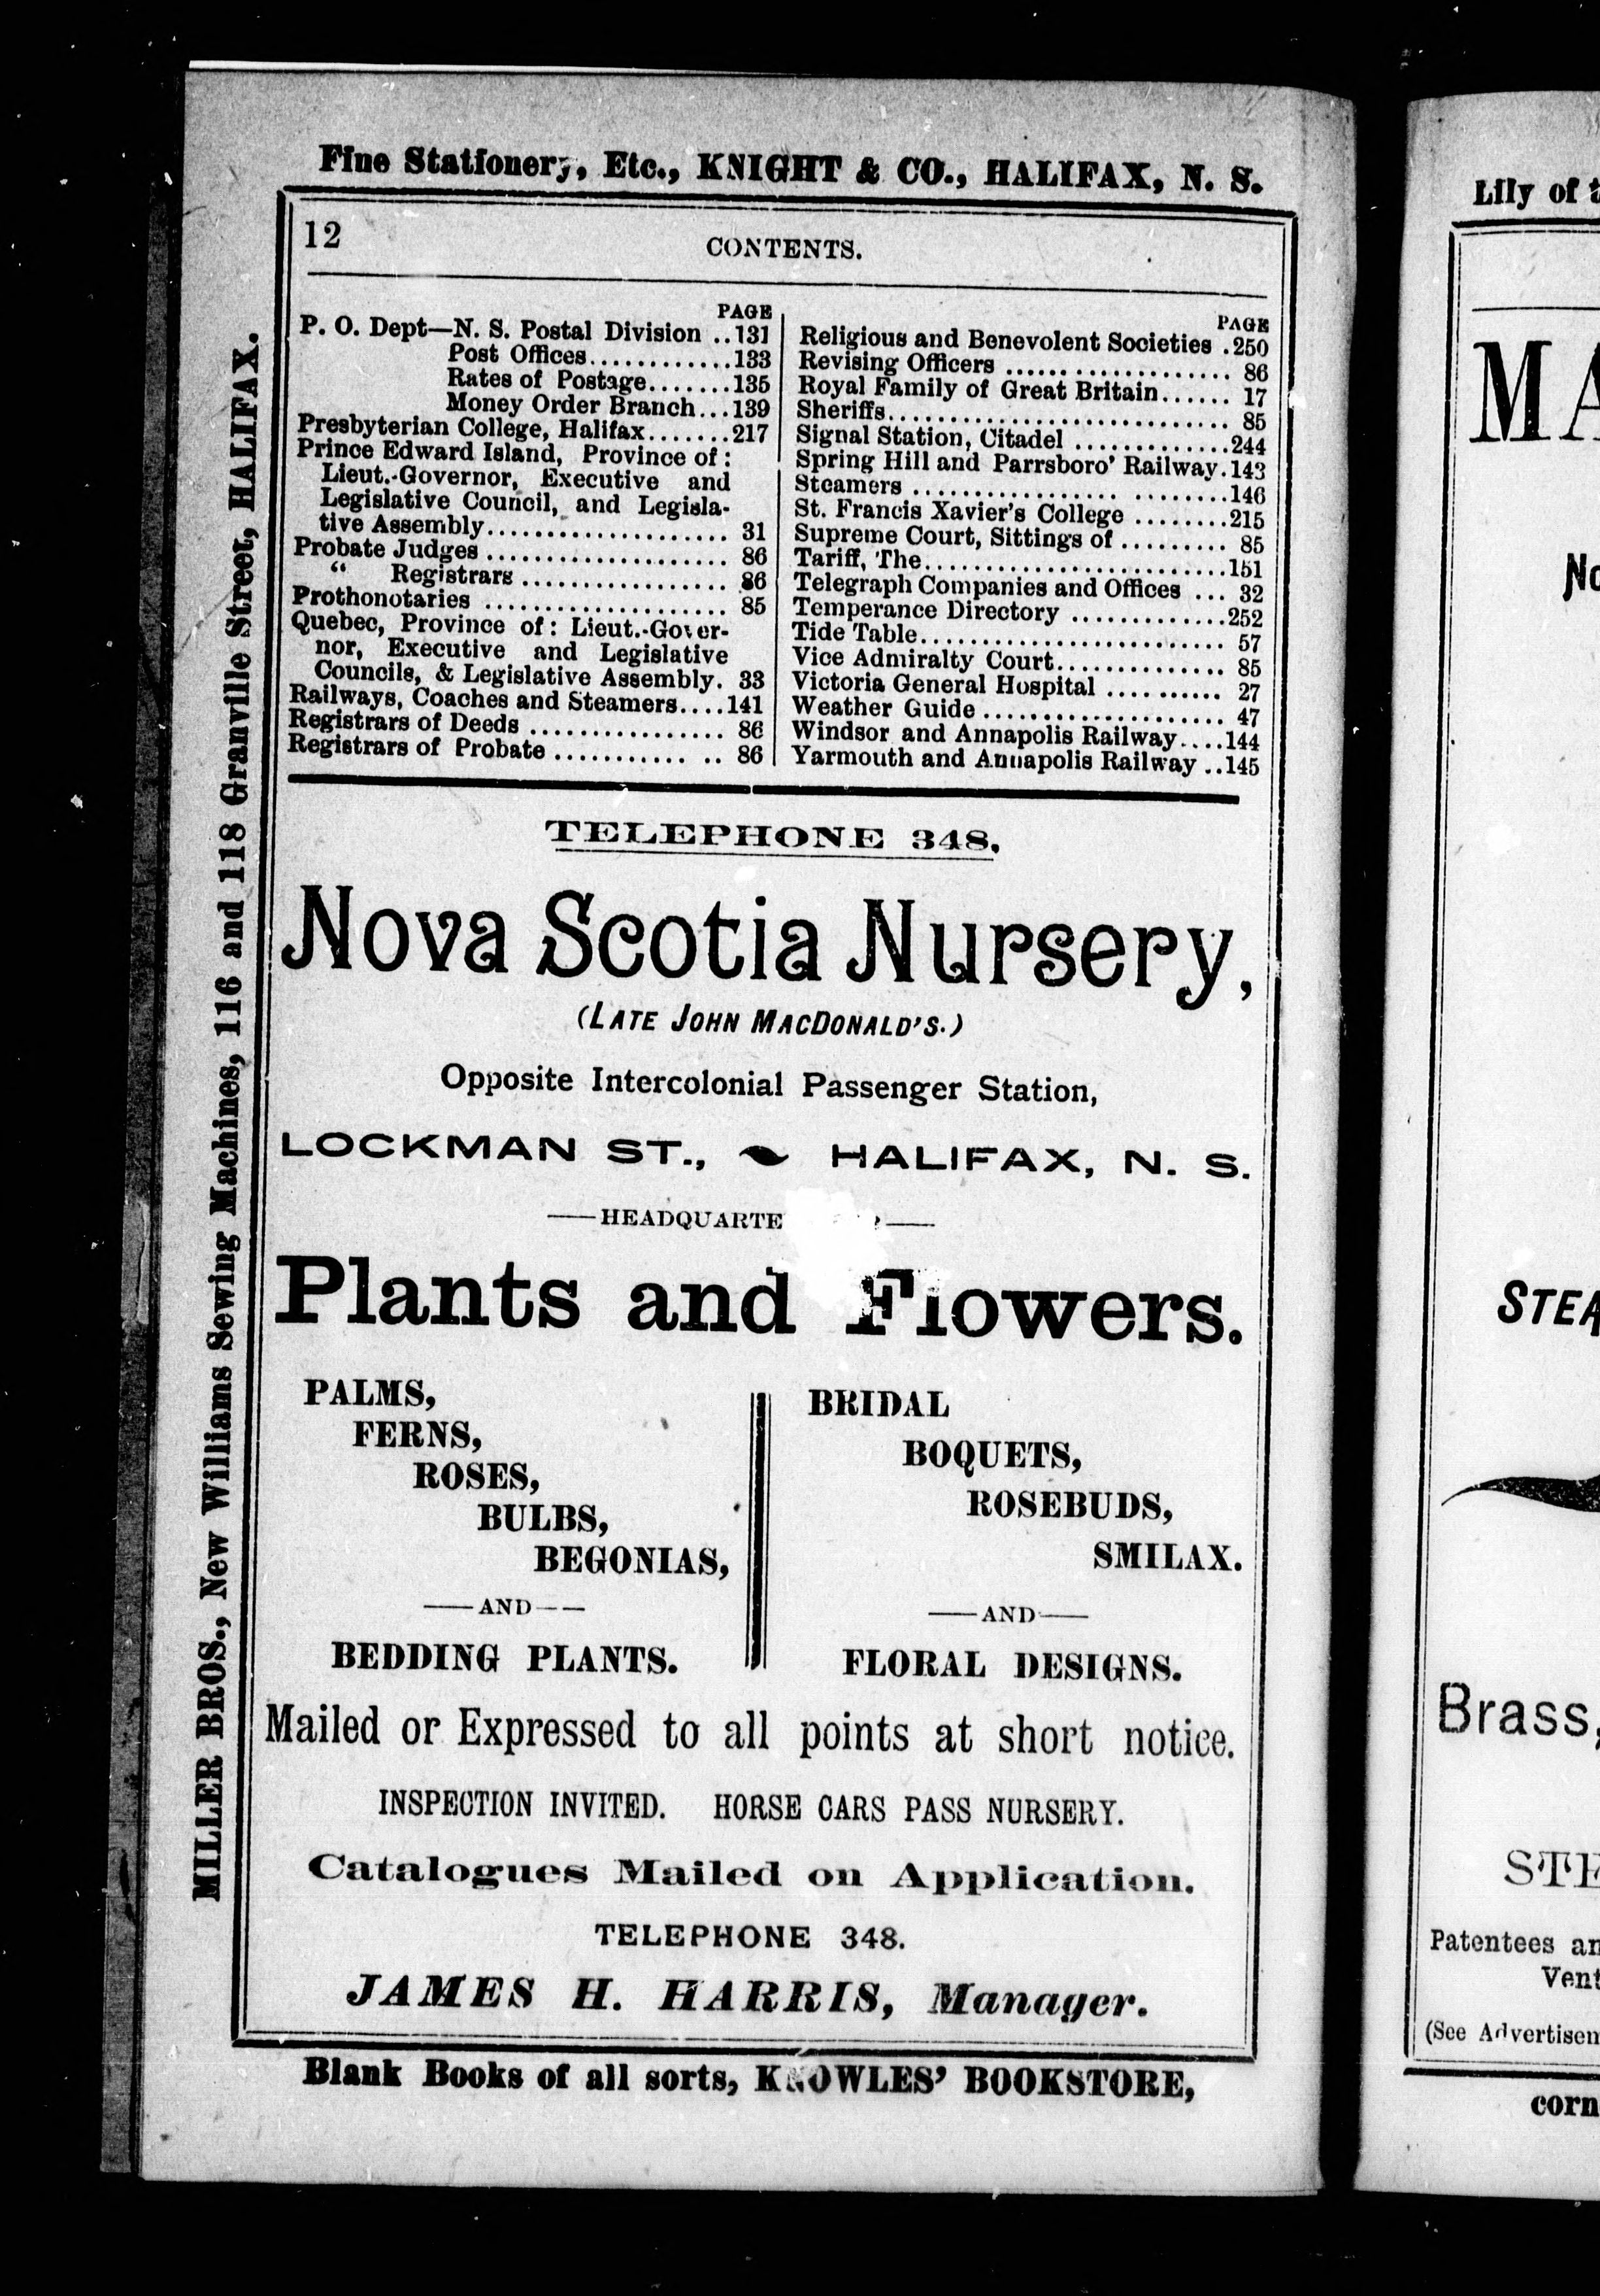 Fine Stationery, Etc., KNIGHT & CO., HALIFAX, N. S.
12
CONTENTS.
PAGE
P. O. Dept—N. S. Postal Division ..131
Post Offices............133
Rates of Postage.......135
Money Order Branch...139
Presbyterian College, Halifax.......217
Prince Edward Island, Province of:
Lieut.-Governor, Executive and
Legislative Council, and Legisla-
tive Assembly..................... 31
Probate Judges ..................... 86
“ Registrars .................. 86
Prothonotaries ..................... 85
Quebec, Province of: Lieut.-Gover-
nor, Executive and Legislative
Councils, & Legislative Assembly. 33
Railways, Coaches and Steamers....141
Registrars of Deeds ................ 86
Registrars of Probate ........... .. 86
PAGE
Religious and Benevolent Societies .250
Revising Officers .................... 86
Royal Family of Great Britain...... 17
Sheriffs.............................. 85
Signal Station, Citadel .............244
Spring Hill and Parrsboro' Railway.143
Steamers ................. .........146
St. Francis Xavier's College ........215
Supreme Court, Sittings of ......... 85
Tariff, The..........................151
Telegraph Companies and Offices ... 32
Temperance Directory .............252
Tide Table............................ 57
Vice Admiralty Court.............. 85
Victoria General Hospital .......... 27
Weather Guide ..................... 47
Windsor and Annapolis Railway....144
Yarmouth and Annapolis Railway ..145
TELEPHONE 348,
Nova Scotia Nursery,
(LATE JOHN MACDONALD'S.)
Opposite Intercolonial Passenger Station,
LOCKMAN ST., HALIFAX, N. S.
Plants and Flowers.
PALMS,
FERNS,
ROSES,
BULBS,
BEGONIAS,
—AND—
BEDDING PLANTS.
BRIDAL
BOQUETS,
ROSEBUDS,
SMILAX.
—AND—
FLORAL DESIGNS.
Mailed or Expressed to all points at short notice.
INSPECTION INVITED. HORSE CARS PASS NURSERY.
Catalogues Mailed on Application.
TELEPHONE 348.
JAMES H. HARRIS, Manager.
Blank Books of all sorts, KNOWLES' BOOKSTORE,
MILLER BROS., New Williams Sewing Machines, 116 and 118 Granville Street, HALIFAX.
Lily of
MA
No
STEA
Brass,
STE
Patentees an
Vent
(See Advertisem
corn